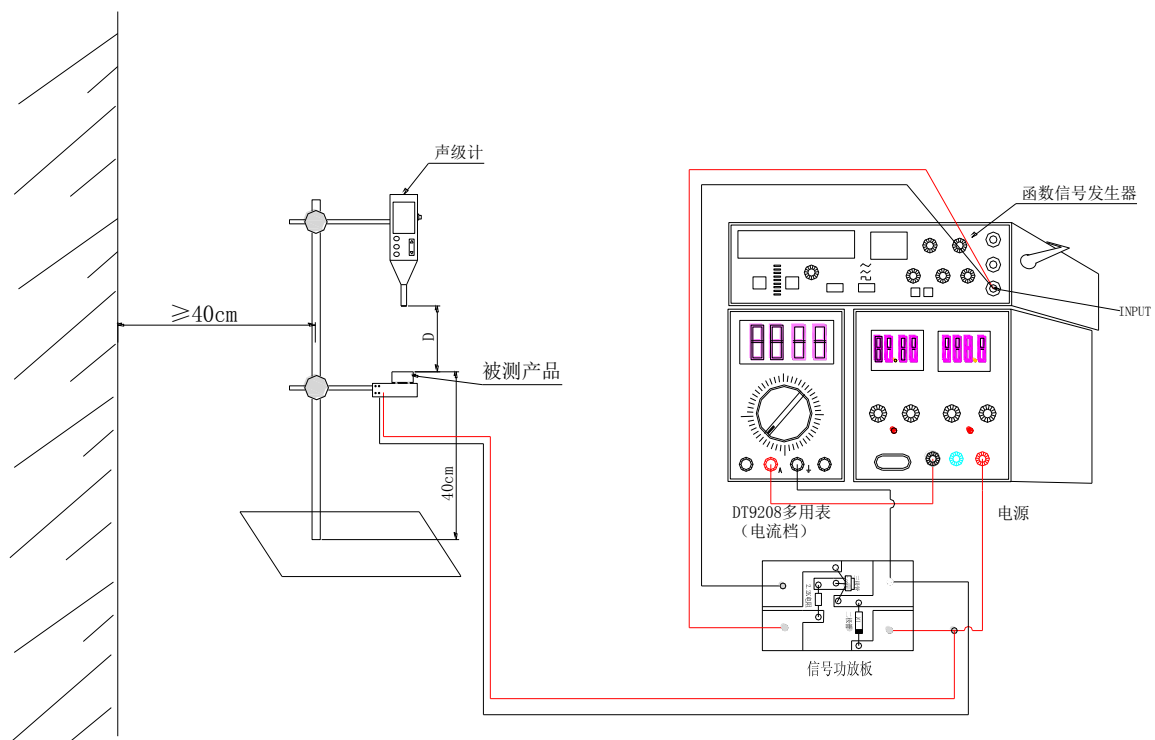 声级计
函数信号发生器
≥40cm
INPUT
D
被测产品
40cm
A
DT9208多用表
（电流档）
电源
信号功放板